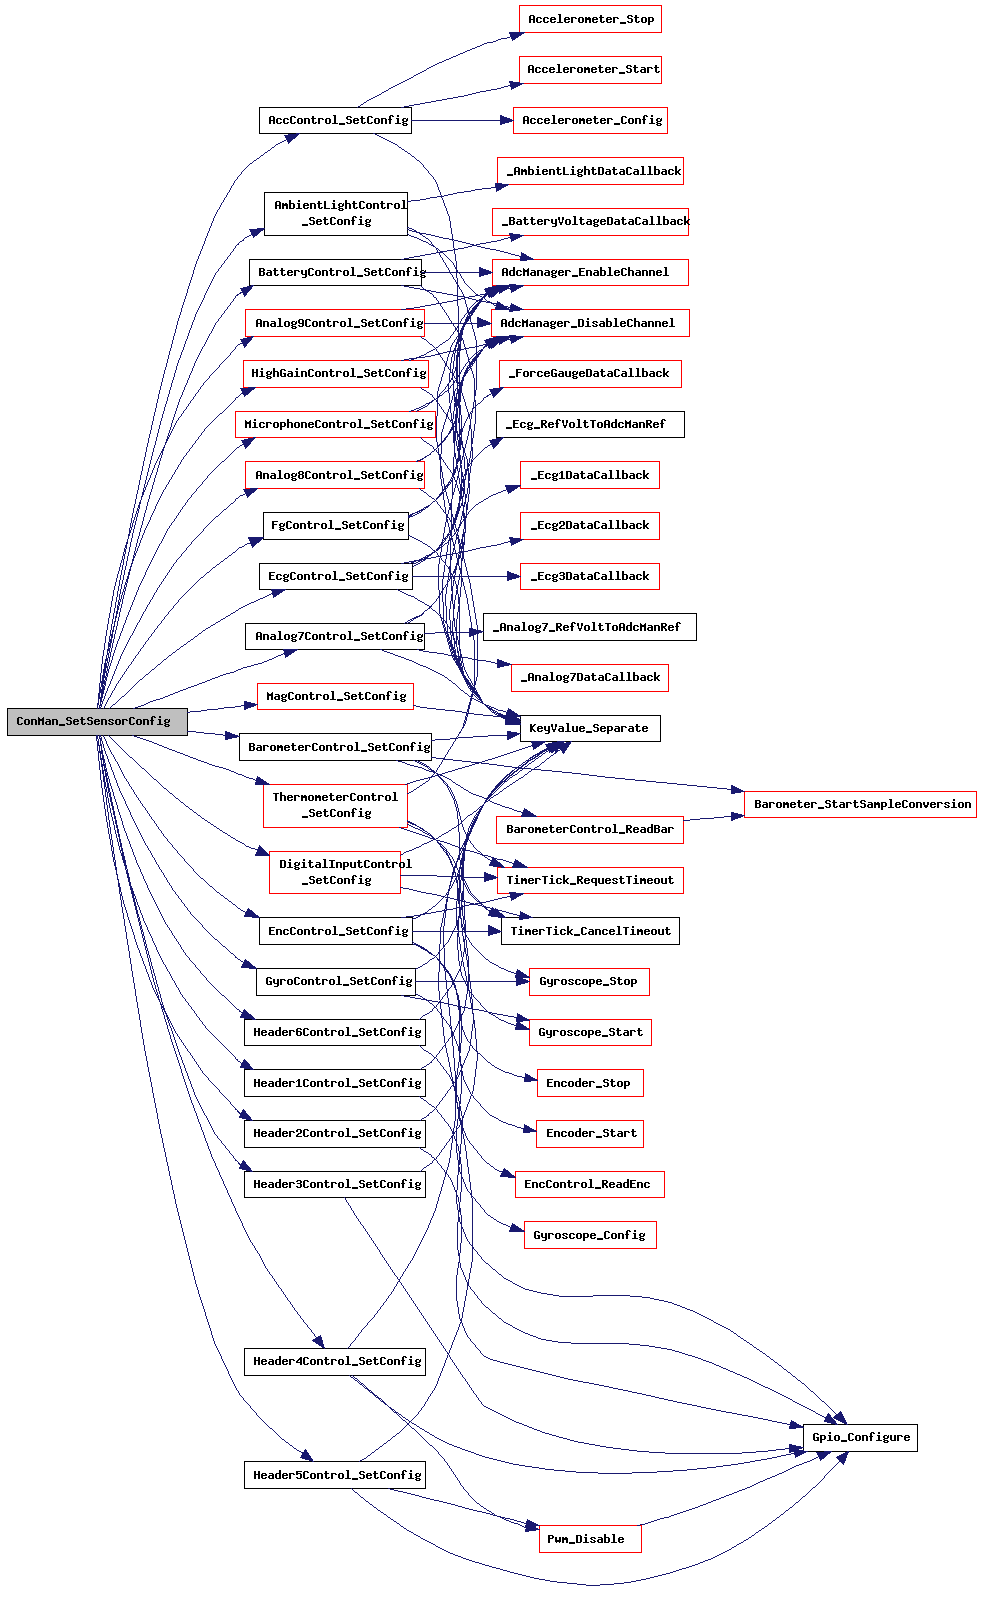 Accelerometer_Stop
Accelerometer_Start
AccControl_SetConfig
Accelerometer_Config
_AmbientLightDataCallback
AmbientLightControl
_SetConfig
_BatteryVoltageDataCallback
BatteryControl_SetConfig
AdcManager_EnableChannel
Analog9Control_SetConfig
AdcManager_DisableChannel
HighGainControl_SetConfig
_ForceGaugeDataCallback
MicrophoneControl_SetConfig
_Ecg_RefVoltToAdcManRef
Analog8Control_SetConfig
_Ecg1DataCallback
FgControl_SetConfig
_Ecg2DataCallback
EcgControl_SetConfig
_Ecg3DataCallback
Analog7Control_SetConfig
_Analog7_RefVoltToAdcManRef
_Analog7DataCallback
MagControl_SetConfig
ConMan_SetSensorConfig
KeyValue_Separate
BarometerControl_SetConfig
ThermometerControl
_SetConfig
Barometer_StartSampleConversion
BarometerControl_ReadBar
DigitalInputControl
_SetConfig
TimerTick_RequestTimeout
EncControl_SetConfig
TimerTick_CancelTimeout
GyroControl_SetConfig
Gyroscope_Stop
Header6Control_SetConfig
Gyroscope_Start
Header1Control_SetConfig
Encoder_Stop
Header2Control_SetConfig
Encoder_Start
Header3Control_SetConfig
EncControl_ReadEnc
Gyroscope_Config
Header4Control_SetConfig
Gpio_Configure
Header5Control_SetConfig
Pwm_Disable